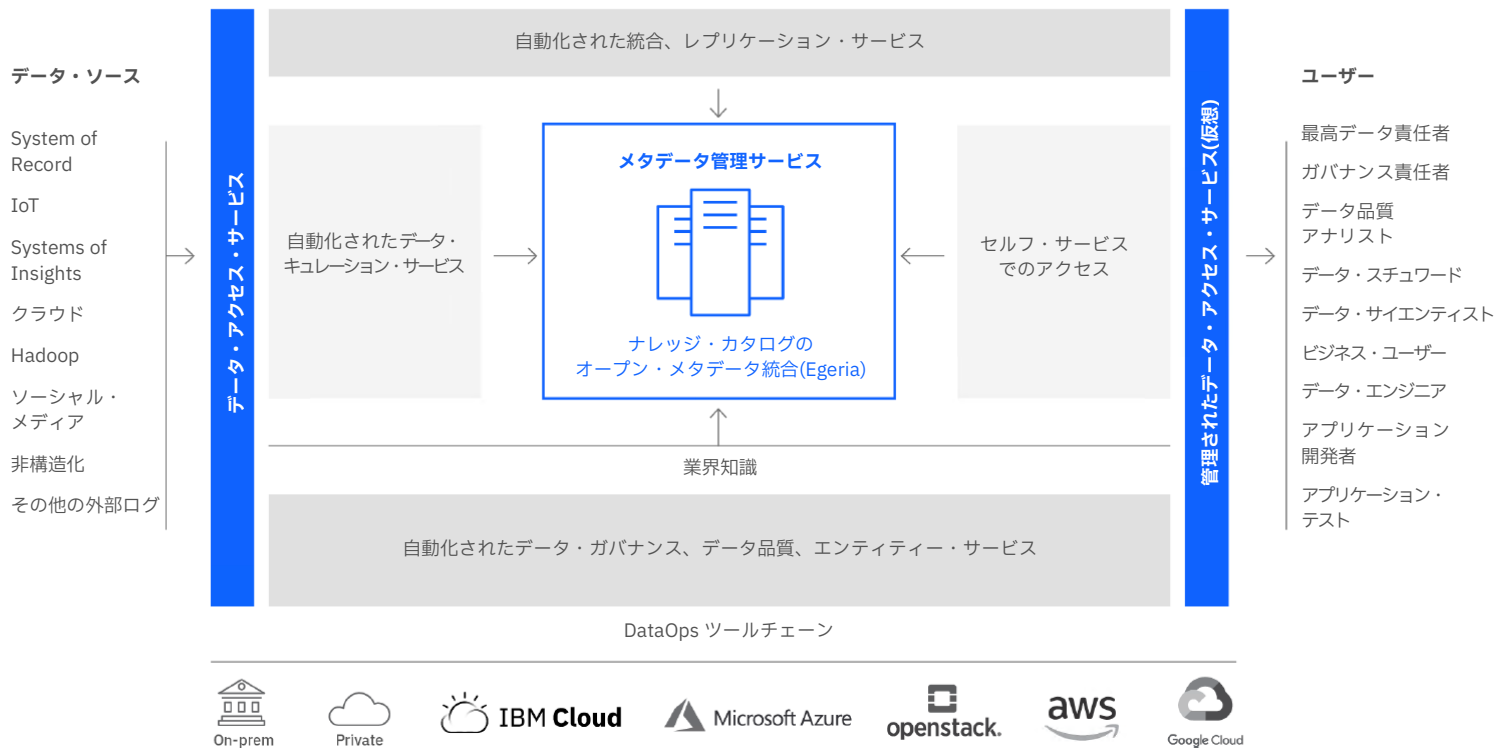 自動化された統合、レプリケーション・サービス
データ・ソース
System of
Record
IoT
Systems of
Insights
クラウド
Hadoop
ソーシャル・
メディア
非構造化
その他の外部ログ
データ・アクセス・サービス
自動化されたデータ・
キュレーション・サービス
メタデータ管理サービス
ナレッジ・カタログの
オープン・メタデータ統合(Egeria)
セルフ・サービス
でのアクセス
業界知識
自動化されたデータ・ガバナンス、データ品質、エンティティー・サービス
管理されたデータ・アクセス・サービス(仮想)
ユーザー
最高データ責任者
ガバナンス責任者
データ品質
アナリスト
データ・スチュワード
データ・サイエンティスト
ビジネス・ユーザー
データ・エンジニア
アプリケーション
開発者
アプリケーション・
テスト
DataOps ツールチェーン
On-prem
Private
IBM Cloud
Microsoft Azure
openstack.
aws
Google Cloud